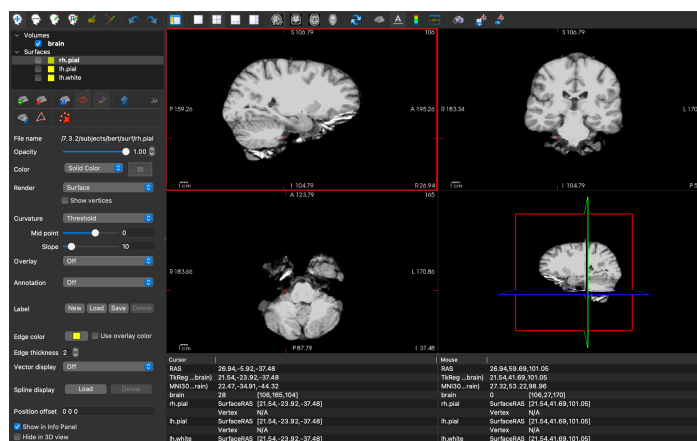 Volumes
brain
Surfaces
rh.pial
lh.pial
lh.white
»
File name /7.3.2/subjects/bert/surf/rh.pial
Opacity 1.00
Color Solid Color
Render Surface
Show vertices
Curvature Threshold
Mid point 0
Slope 10
Overlay Off
Annotation Off
Label New Load Save Delete
Edge color Use overlay color
Edge thickness 2
Vector display Off
Spline display Load Delete
Position offset 0 0 0
Show in Info Panel
Hide in 3D view
S 106.79 106
P 159.26 A 195.26
1 cm I 104.79 R 26.94
S 106.79
R 183.34 L 170
1 cm I 104.79 P 5
A 123.79 165
R 183.66 L 170.86
1 cm P 87.79 I 37.48
Cursor
RAS 26.94,-5.92,-37.48
TkReg ...brain) 21.54,-23.92,-37.48
MNI30...rain) 22.47,-34.91,-44.32
brain 28 [106,165,104]
rh.pial SurfaceRAS [21.54,-23.92,-37.48]
Vertex N/A
lh.pial SurfaceRAS [21.54,-23.92,-37.48]
Vertex N/A
lh.white SurfaceRAS [21.54,-23.92,-37.48]
Mouse
RAS 26.94,59.69,101.05
TkReg ...brain) 21.54,41.69,101.05
MNI30...rain) 27.32,53.22,98.96
brain 0 [106,27,170]
rh.pial SurfaceRAS [21.54,41.69,101.05]
Vertex N/A
lh.pial SurfaceRAS [21.54,41.69,101.05]
Vertex N/A
lh.white SurfaceRAS [21.54,41.69,101.05]